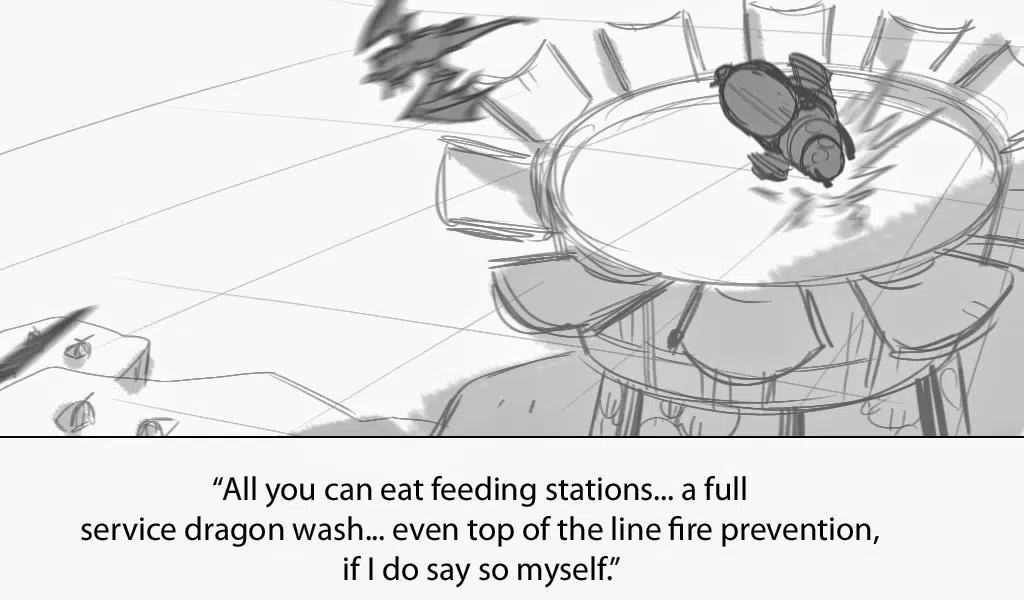 “All you can eat feeding stations... a full
service dragon wash... even top of the line fire prevention,
if I do say so myself.”